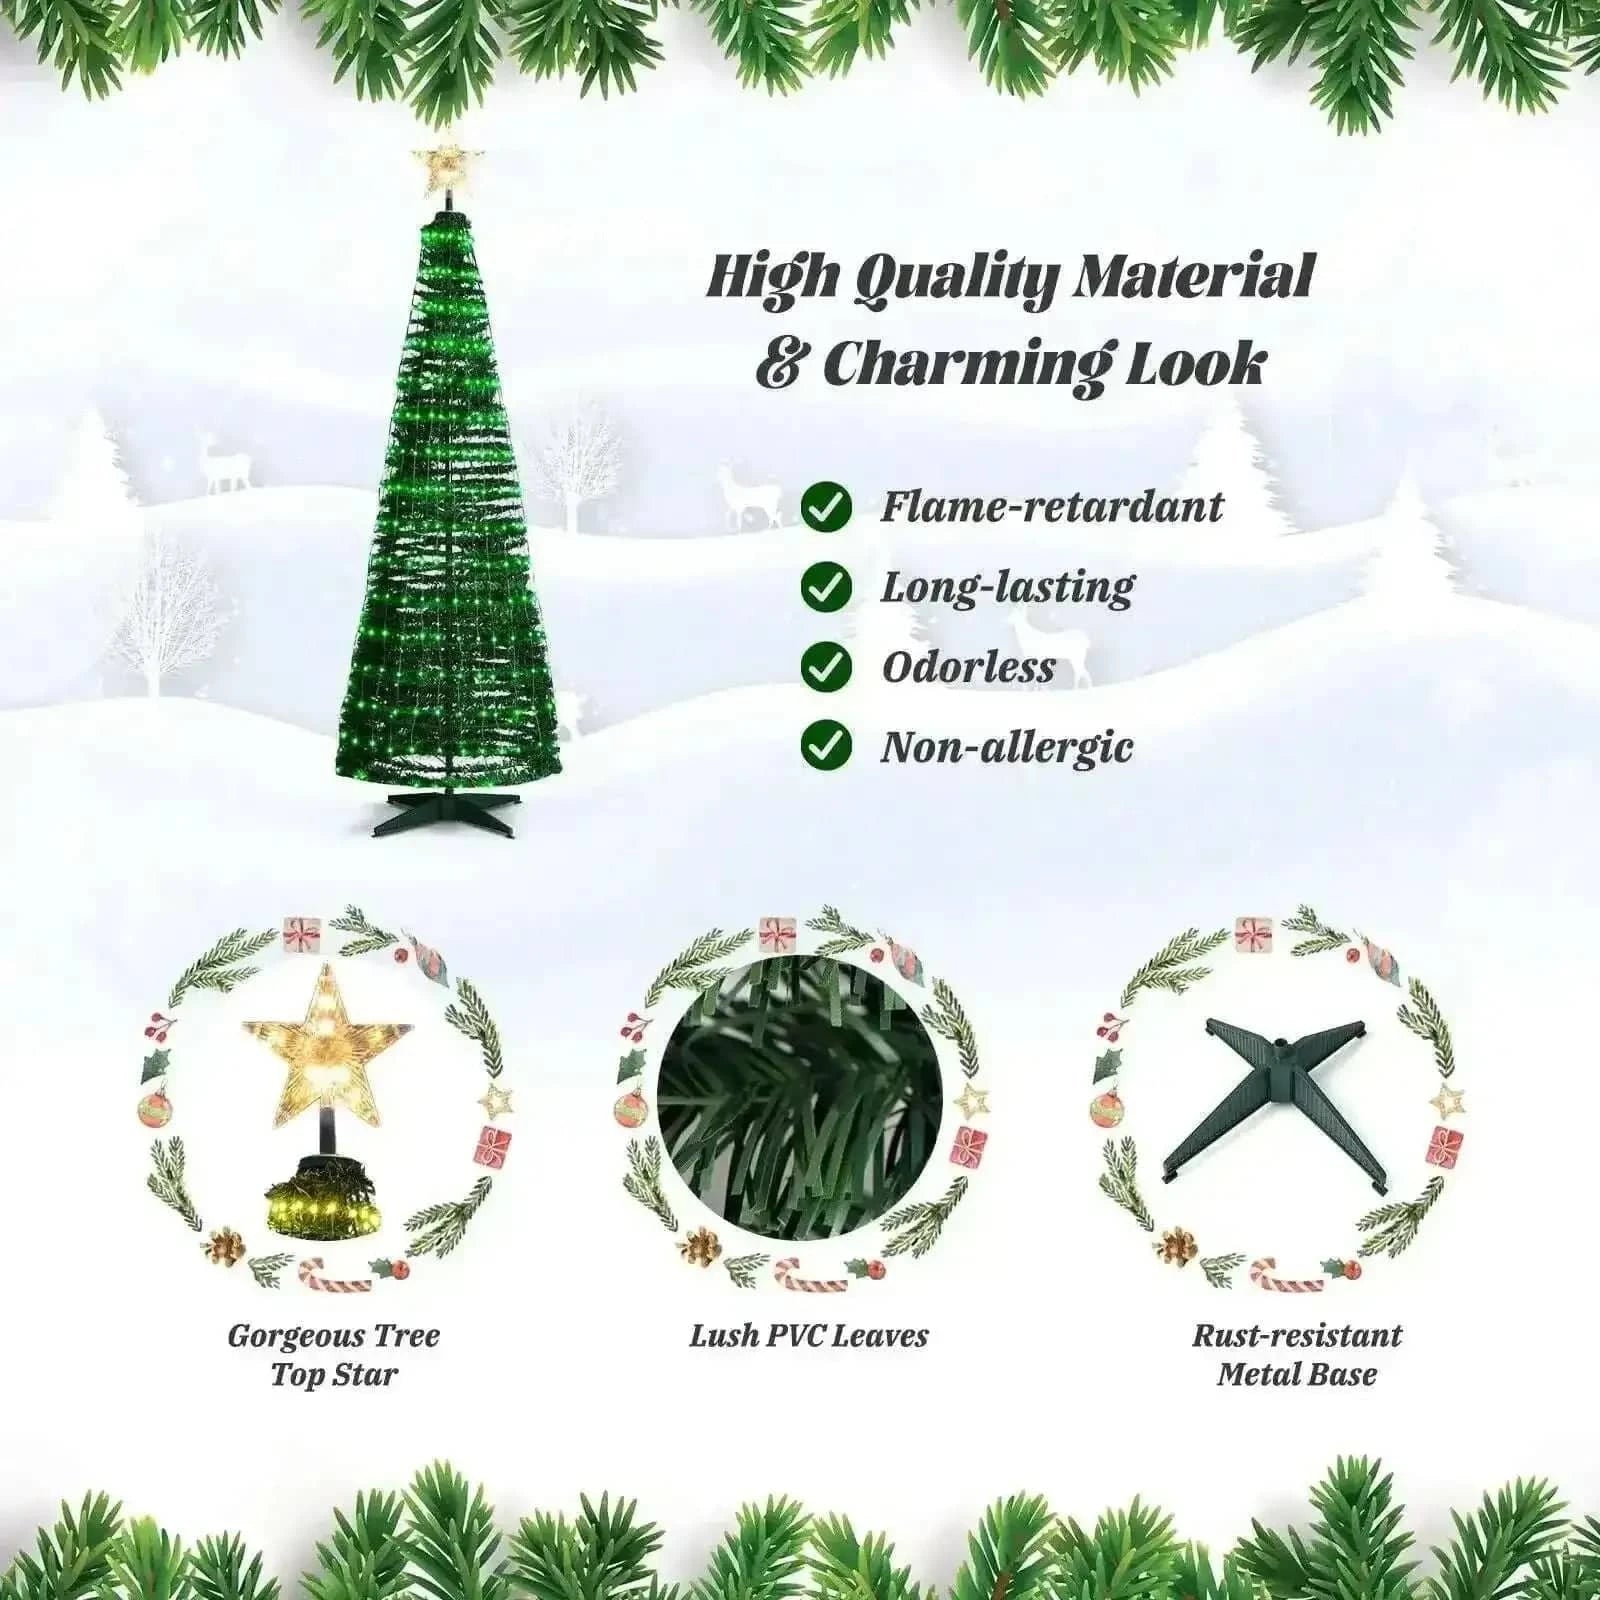 High Quality Material
& Charming Look
Flame-retardant
Long-lasting
Odorless
Non-allergic
Gorgeous Tree
Top Star
Lush PVC Leaves
Rust-resistant
Metal Base